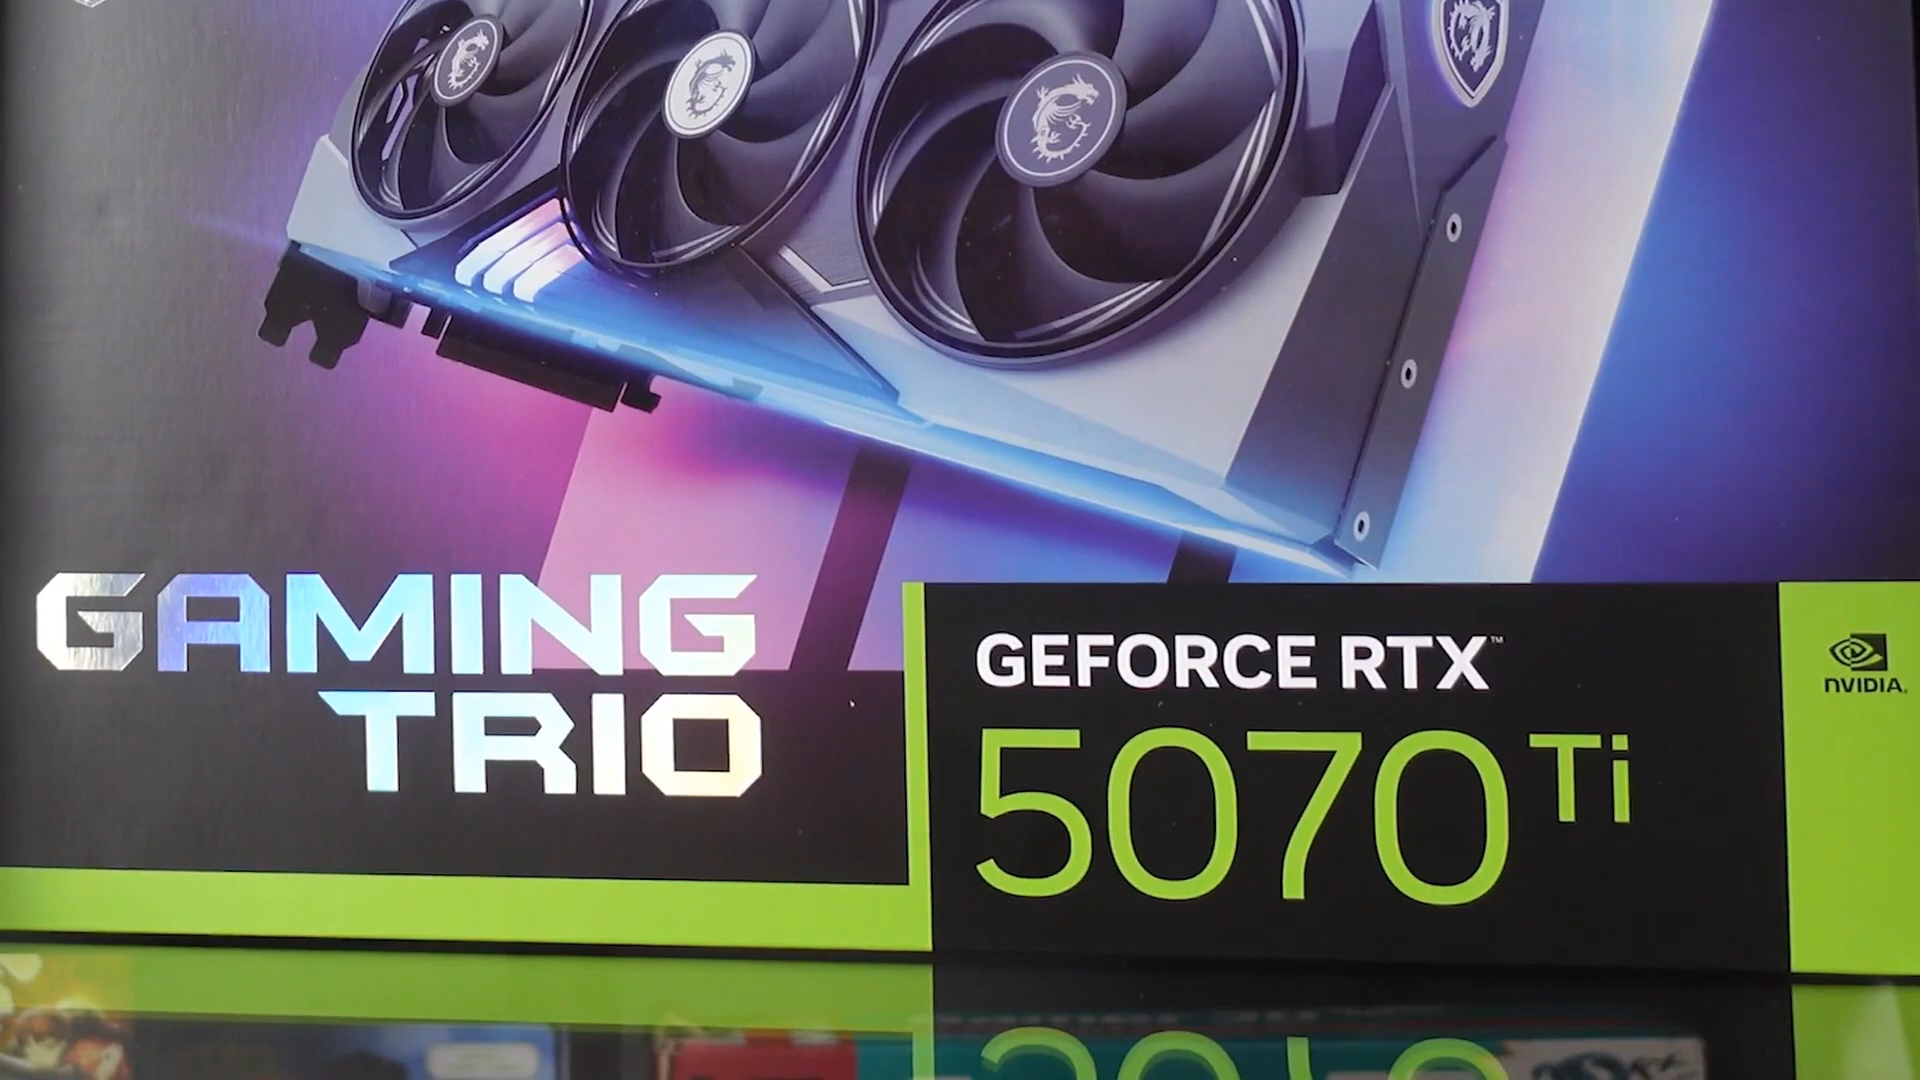 GAMING
TRIO
GEFORCE RTX™
5070 Ti
NVIDIA.